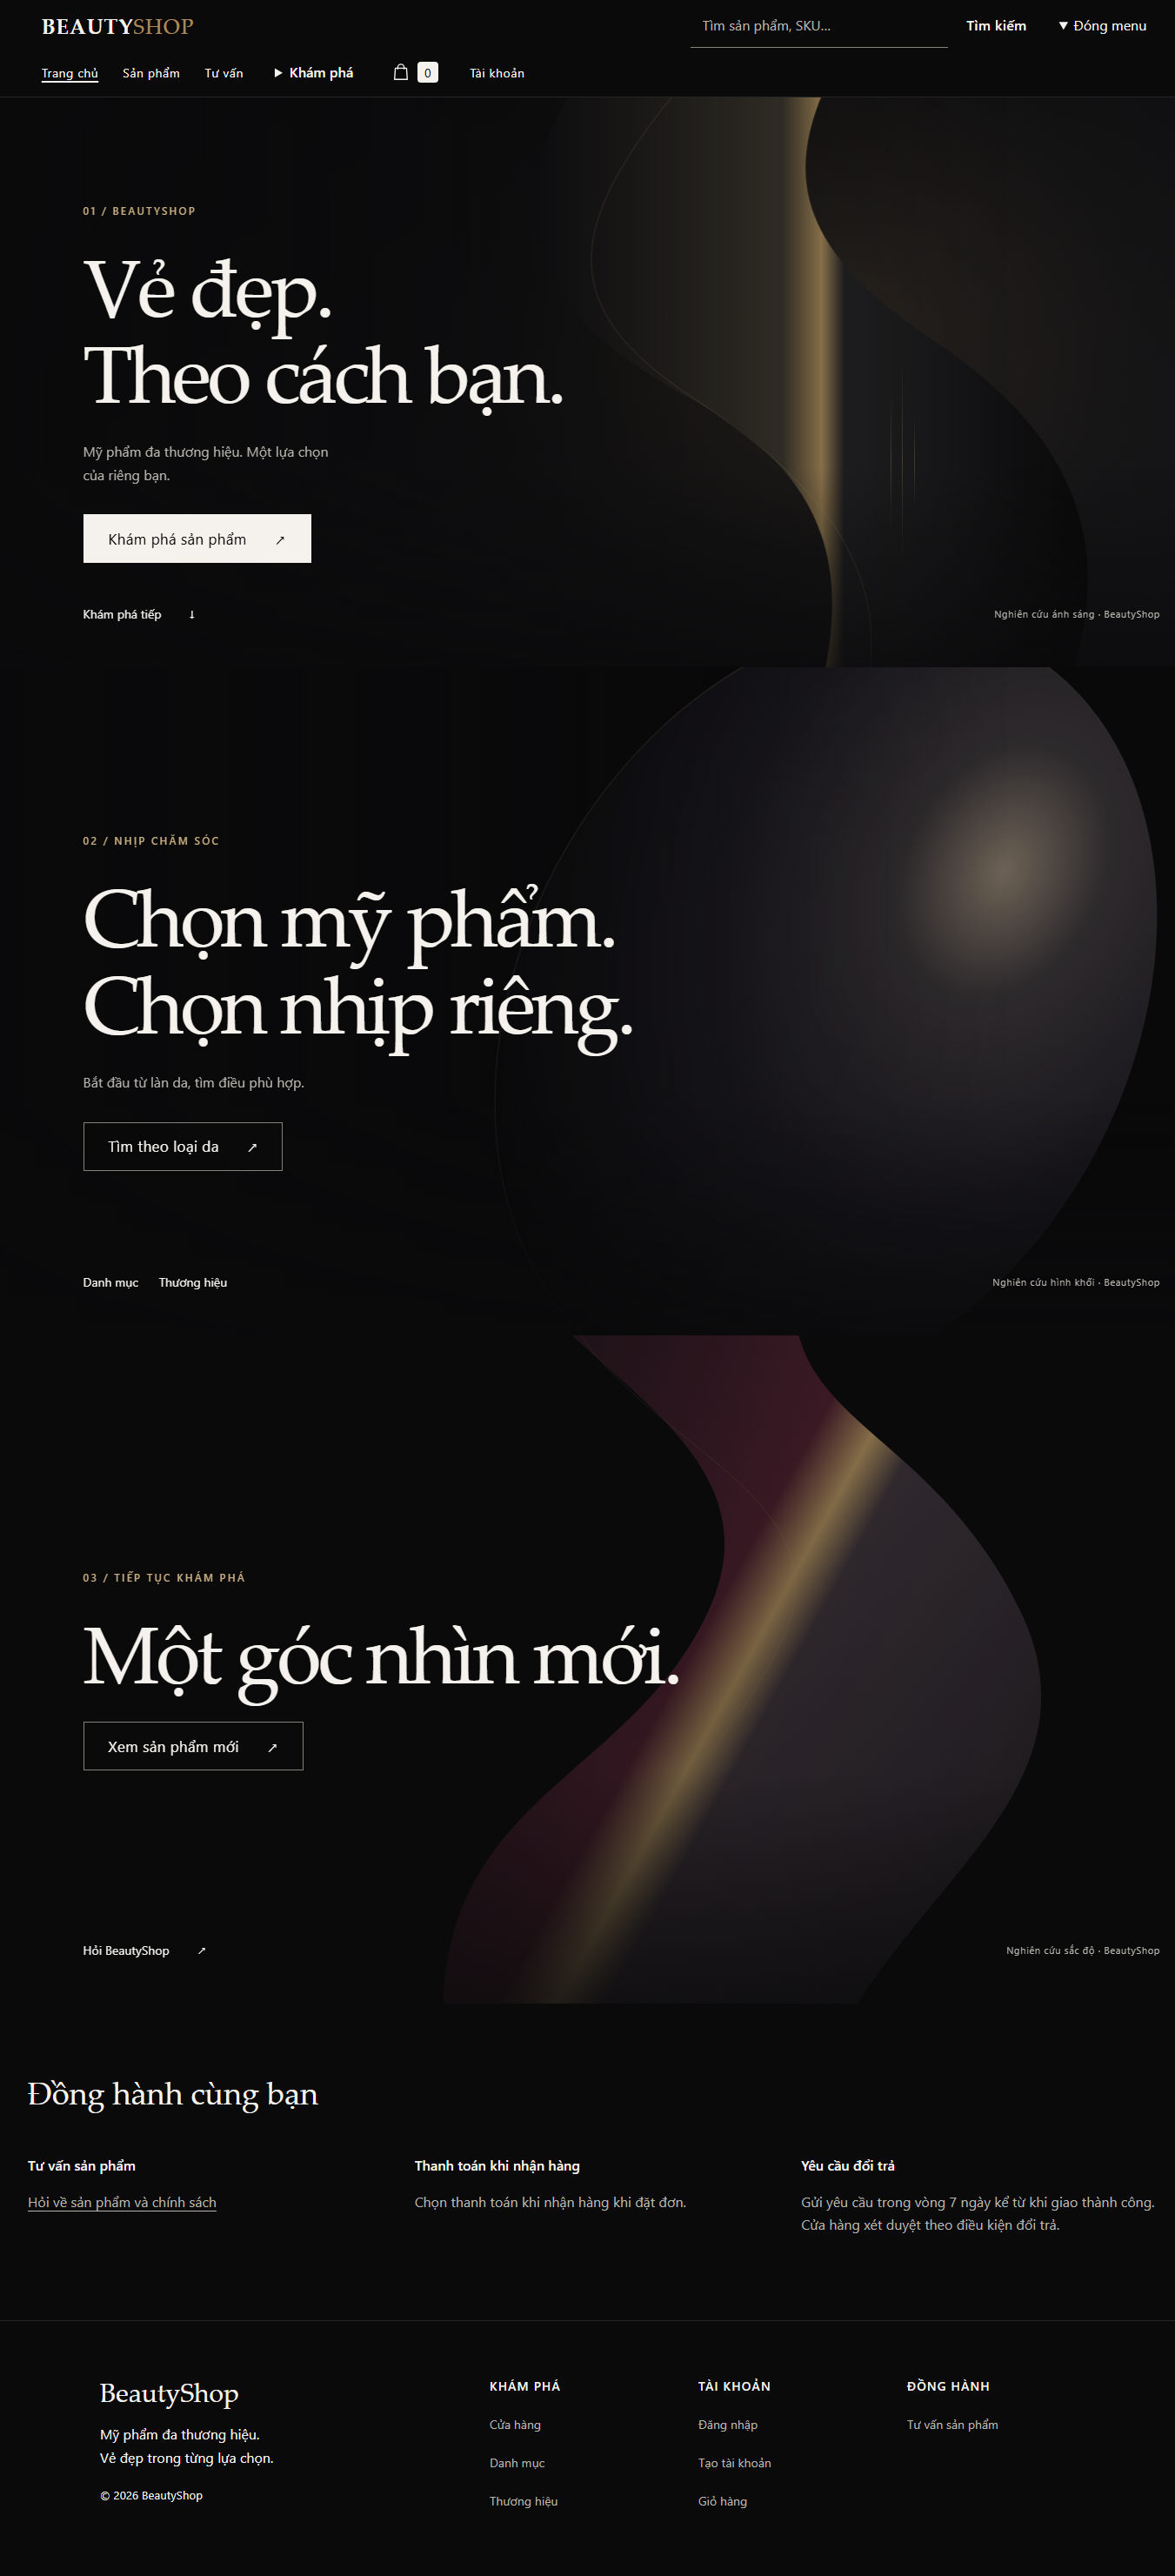 BEAUTYSHOP
Tìm sản phẩm, SKU...
Tìm kiếm
▼ Đóng menu
Trang chủ
Sản phẩm
Tư vấn
▶ Khám phá
0
Tài khoản
01 / BEAUTYSHOP
Vẻ đẹp.
Theo cách bạn.
Mỹ phẩm đa thương hiệu. Một lựa chọn
của riêng bạn.
Khám phá sản phẩm ↗
Khám phá tiếp ↓
Nghiên cứu ánh sáng · BeautyShop
02 / NHỊP CHĂM SÓC
Chọn mỹ phẩm.
Chọn nhịp riêng.
Bắt đầu từ làn da, tìm điều phù hợp.
Tìm theo loại da ↗
Danh mục
Thương hiệu
Nghiên cứu hình khối · BeautyShop
03 / TIẾP TỤC KHÁM PHÁ
Một góc nhìn mới.
Xem sản phẩm mới ↗
Hỏi BeautyShop ↗
Nghiên cứu sắc độ · BeautyShop
Đồng hành cùng bạn
Tư vấn sản phẩm
Hỏi về sản phẩm và chính sách
Thanh toán khi nhận hàng
Chọn thanh toán khi nhận hàng khi đặt đơn.
Yêu cầu đổi trả
Gửi yêu cầu trong vòng 7 ngày kể từ khi giao thành công.
Cửa hàng xét duyệt theo điều kiện đổi trả.
BeautyShop
Mỹ phẩm đa thương hiệu.
Vẻ đẹp trong từng lựa chọn.
© 2026 BeautyShop
KHÁM PHÁ
Cửa hàng
Danh mục
Thương hiệu
TÀI KHOẢN
Đăng nhập
Tạo tài khoản
Giỏ hàng
ĐỒNG HÀNH
Tư vấn sản phẩm